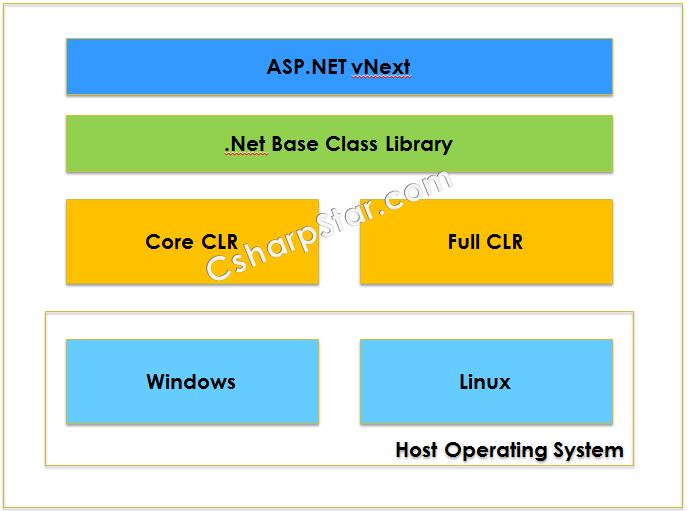 ASP.NET vNext
.Net Base Class Library
CsharpStar.com
Core CLR
Full CLR
Windows
Linux
Host Operating System